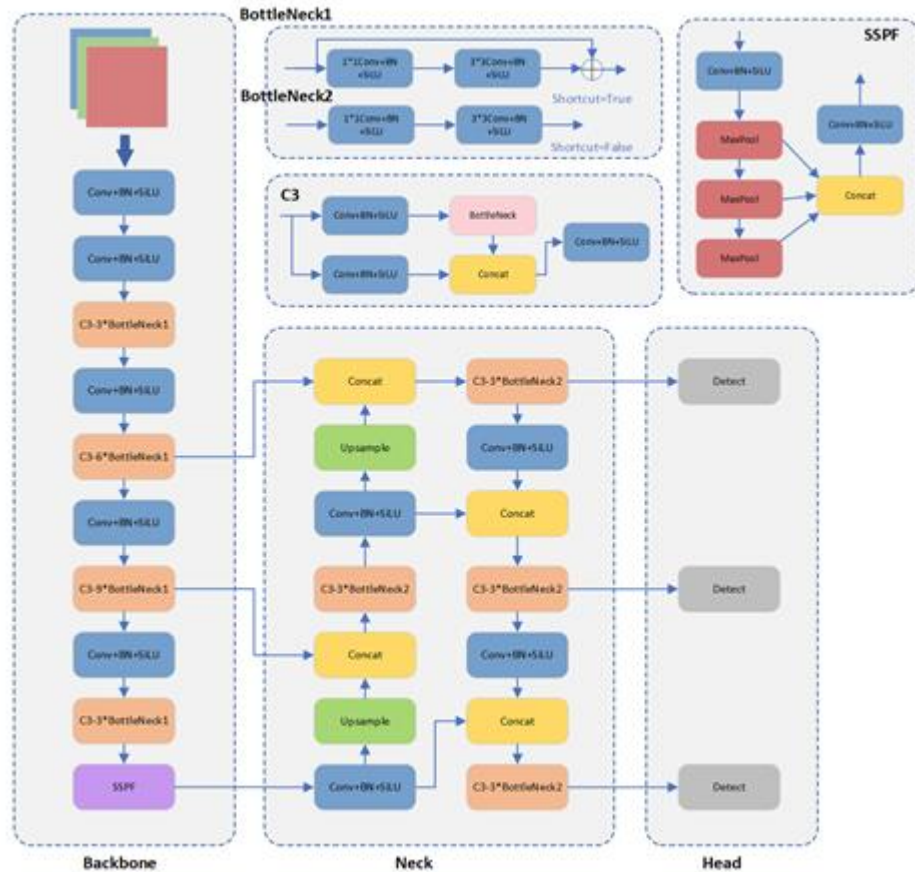 BottleNeck1
1*1Conv+BN
+SiLU
3*3Conv+BN
+SiLU
Shortcut=True
BottleNeck2
1*1Conv+BN
+SiLU
3*3Conv+BN
+SiLU
Shortcut=False
C3
Conv+BN+SiLU
BottleNeck
Conv+BN+SiLU
Concat
Conv+BN+SiLU
SSPF
Conv+BN+SiLU
MaxPool
MaxPool
MaxPool
Concat
Conv+BN+SiLU
Conv+BN+SiLU
Conv+BN+SiLU
C3-3*BottleNeck1
Conv+BN+SiLU
C3-6*BottleNeck1
Conv+BN+SiLU
C3-9*BottleNeck1
Conv+BN+SiLU
C3-3*BottleNeck1
SSPF
Backbone
Concat
Upsample
Conv+BN+SiLU
C3-3*BottleNeck2
Concat
Upsample
Conv+BN+SiLU
C3-3*BottleNeck2
Conv+BN+SiLU
Concat
C3-3*BottleNeck2
Conv+BN+SiLU
Concat
C3-3*BottleNeck2
Neck
Detect
Detect
Detect
Head